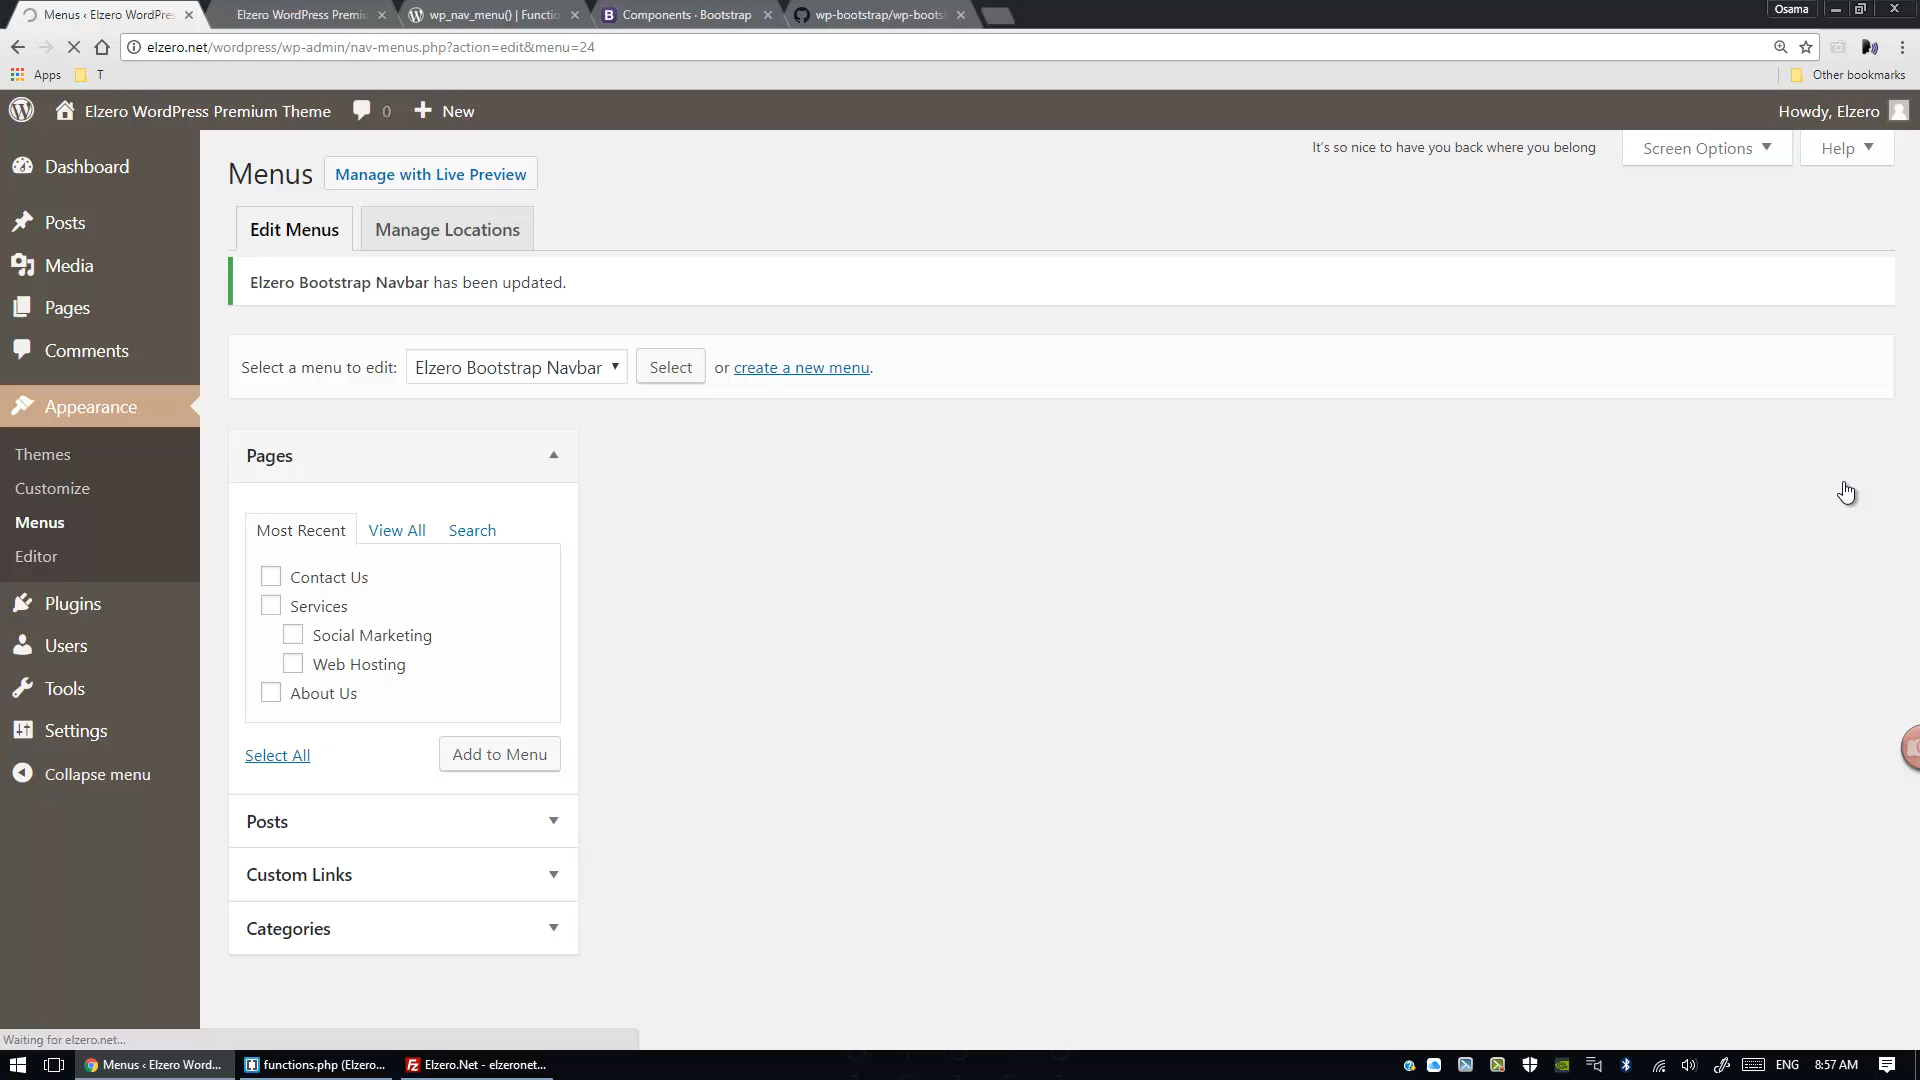 Menus ‹ Elzero WordPres
Elzero WordPress Premi
wp_nav_menu() | Functio
Components · Bootstrap
wp-bootstrap/wp-boots
Osama
elzero.net/wordpress/wp-admin/nav-menus.php?action=edit&menu=24
Apps
T
Other bookmarks
Elzero WordPress Premium Theme
0
New
Howdy, Elzero
Dashboard
Posts
Media
Pages
Comments
Appearance
Themes
Customize
Menus
Editor
Plugins
Users
Tools
Settings
Collapse menu
It's so nice to have you back where you belong
Screen Options
Help
Menus
Manage with Live Preview
Edit Menus
Manage Locations
Elzero Bootstrap Navbar has been updated.
Select a menu to edit:
Elzero Bootstrap Navbar
Select
or create a new menu.
Pages
Most Recent
View All
Search
Contact Us
Services
Social Marketing
Web Hosting
About Us
Select All
Add to Menu
Posts
Custom Links
Categories
Waiting for elzero.net...
Menus ‹ Elzero Word...
functions.php (Elzero...
Elzero.Net - elzeronet...
ENG
8:57 AM